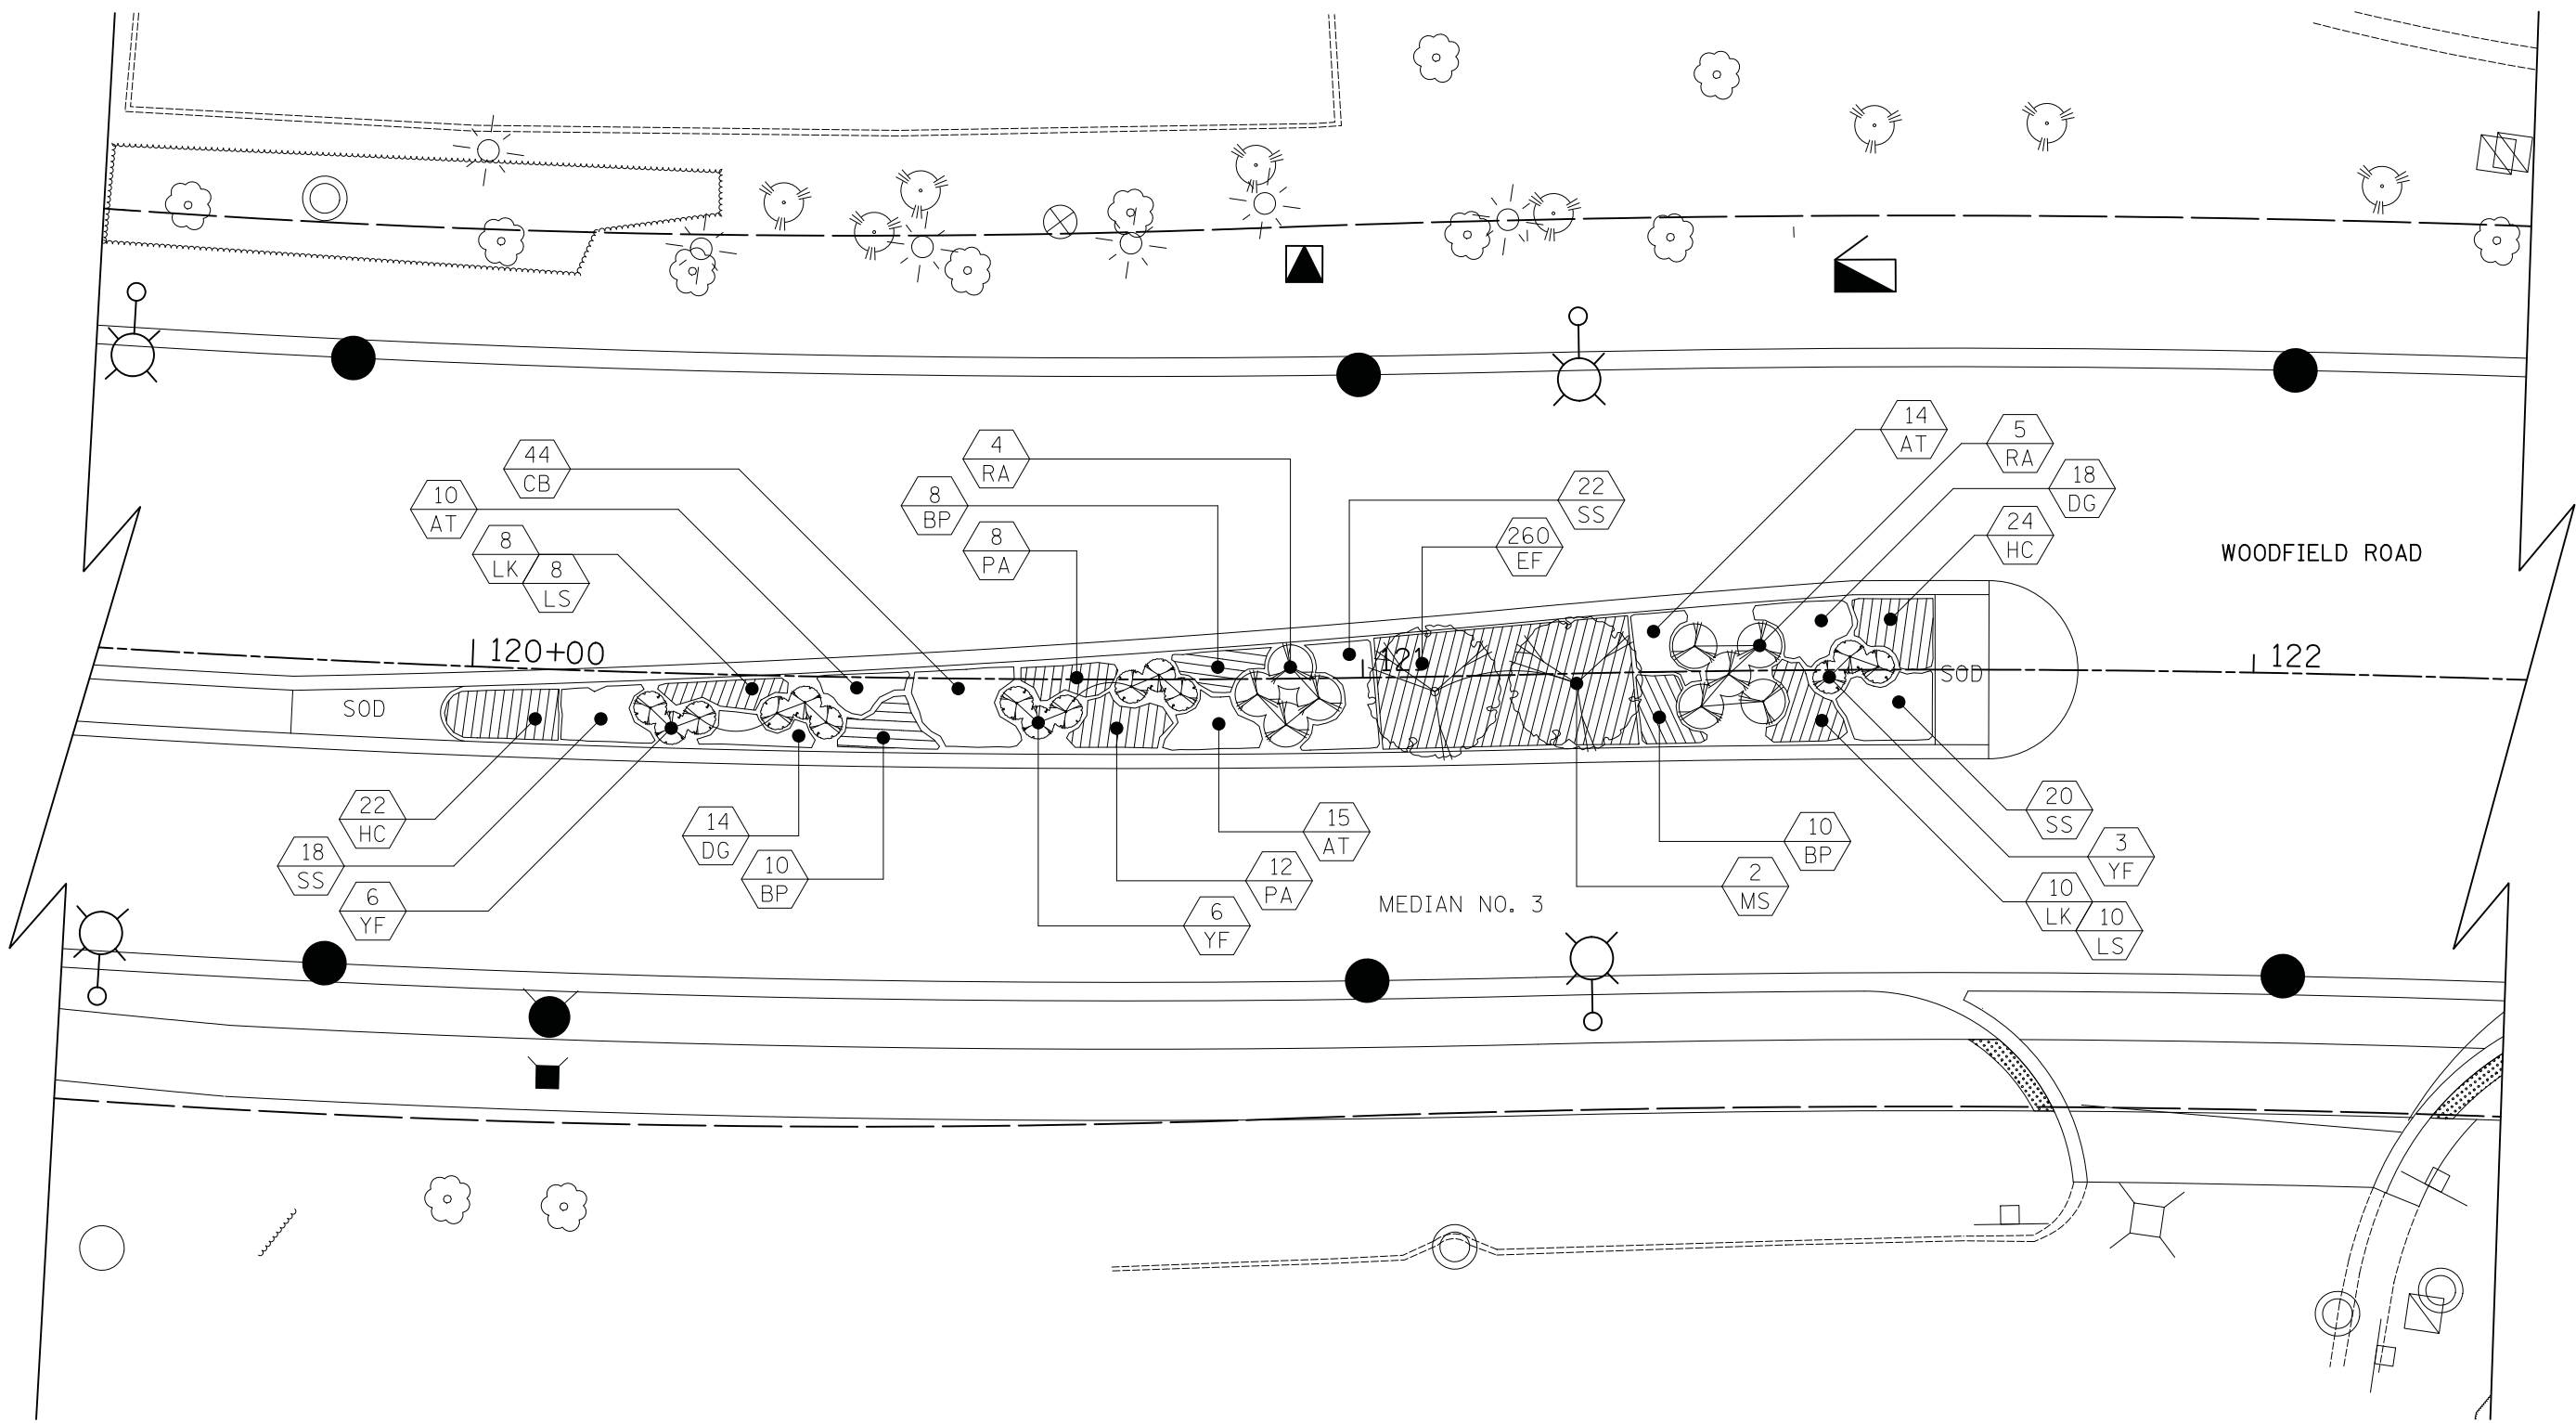 14
AT
4
RA
5
RA
44
CB
18
DG
10
AT
8
BP
22
SS
24
HC
8
LK
8
LS
8
PA
260
EF
WOODFIELD ROAD
120+00
121
122
SOD
SOD
22
HC
14
DG
15
AT
20
SS
18
SS
10
BP
12
PA
10
BP
3
YF
6
YF
6
YF
MEDIAN NO. 3
2
MS
10
LK
10
LS